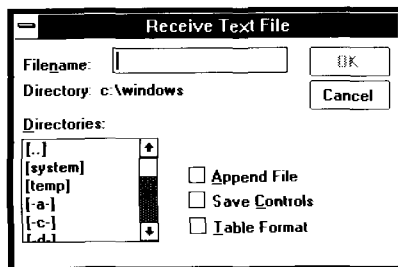 Receive Text File
Filename:
OK
Directory: c:\windows
Cancel
Directories:
[..]
[system]
[temp]
[-a-]
[-c-]
[-d-]
Append File
Save Controls
Table Format